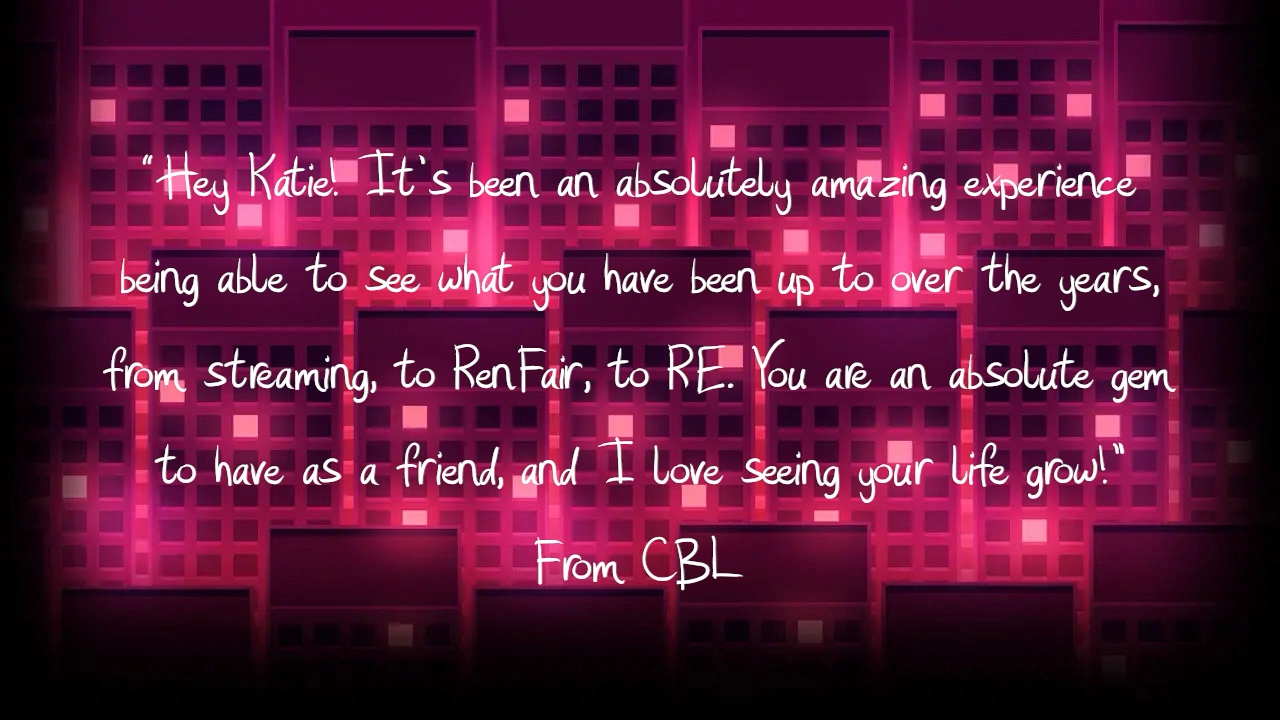 "Hey Katie! It's been an absolutely amazing experience
being able to see what you have been up to over the years,
from streaming, to RenFair, to RE. You are an absolute gem
to have as a friend, and I love seeing your life grow!"
From CBL